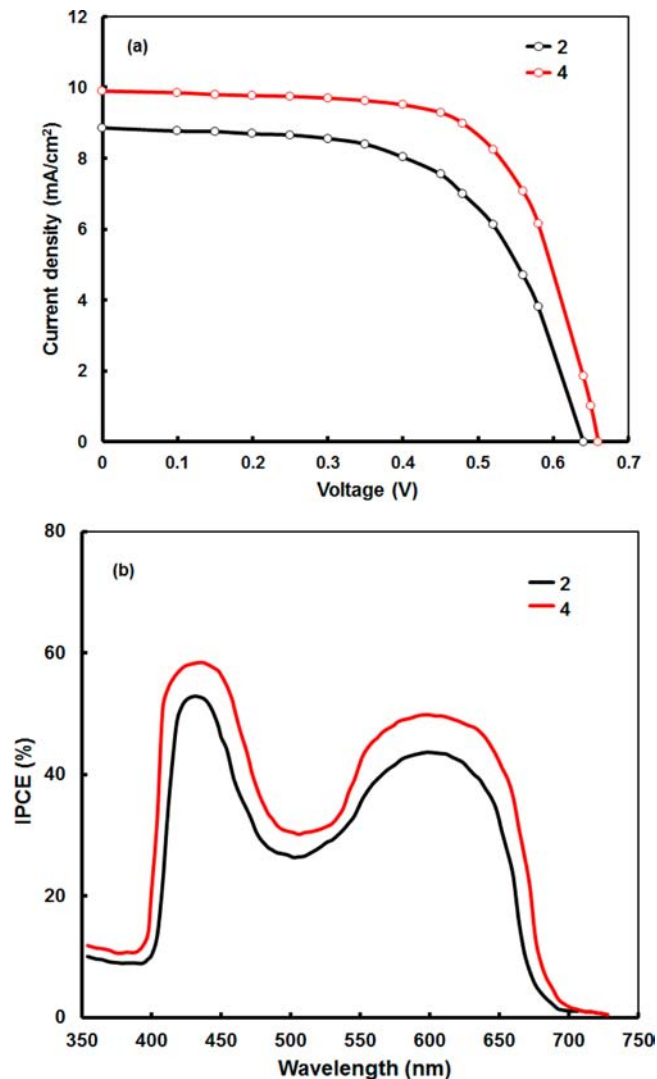 (a)
2
4
Current density (mA/cm²)
12
10
8
6
4
2
0
0 0.1 0.2 0.3 0.4 0.5 0.6 0.7
Voltage (V)
(b)
2
4
IPCE (%)
80
60
40
20
0
350 400 450 500 550 600 650 700 750
Wavelength (nm)